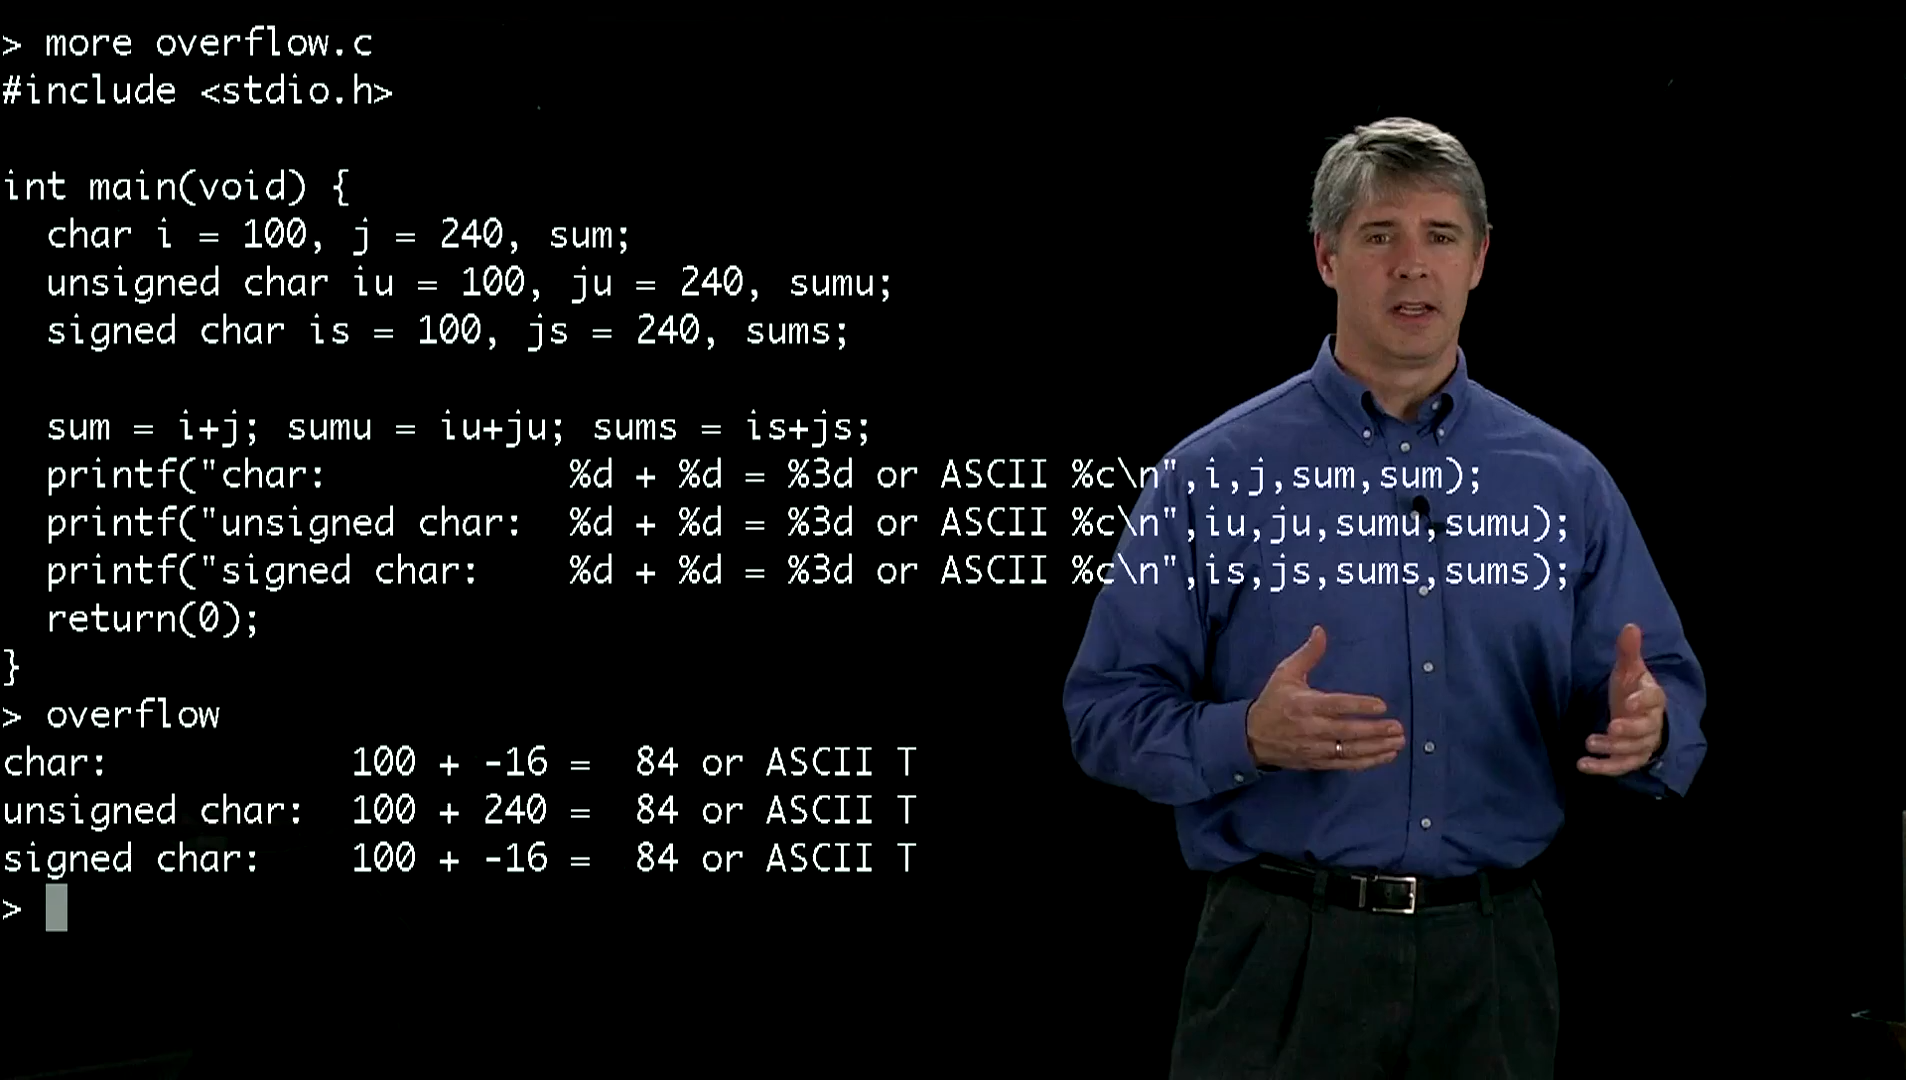 > more overflow.c
#include <stdio.h>
int main(void) {
  char i = 100, j = 240, sum;
  unsigned char iu = 100, ju = 240, sumu;
  signed char is = 100, js = 240, sums;
  sum = i+j; sumu = iu+ju; sums = is+js;
  printf("char:           %d + %d = %3d or ASCII %c\n",i,j,sum,sum);
  printf("unsigned char:  %d + %d = %3d or ASCII %c\n",iu,ju,sumu,sumu);
  printf("signed char:    %d + %d = %3d or ASCII %c\n",is,js,sums,sums);
  return(0);
}
> overflow
char:           100 + -16 =  84 or ASCII T
unsigned char:  100 + 240 =  84 or ASCII T
signed char:    100 + -16 =  84 or ASCII T
>